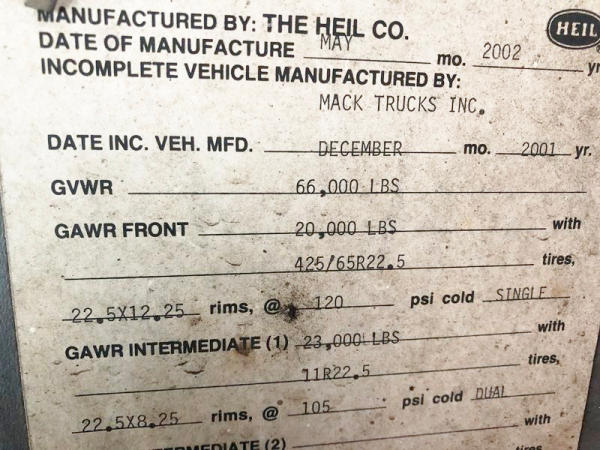 MANUFACTURED BY: THE HEIL CO.
HEIL
DATE OF MANUFACTURE MAY mo. 2002 yr
INCOMPLETE VEHICLE MANUFACTURED BY:
MACK TRUCKS INC.
DATE INC. VEH. MFD. DECEMBER mo. 2001 yr.
GVWR 66,000 LBS
GAWR FRONT 20,000 LBS with
425/65R22.5 tires,
22.5X12.25 rims, @ 120 psi cold SINGLE
GAWR INTERMEDIATE (1) 23,000 LBS with
11R22.5 tires,
22.5X8.25 rims, @ 105 psi cold DUAL
with
INTERMEDIATE (2) tires